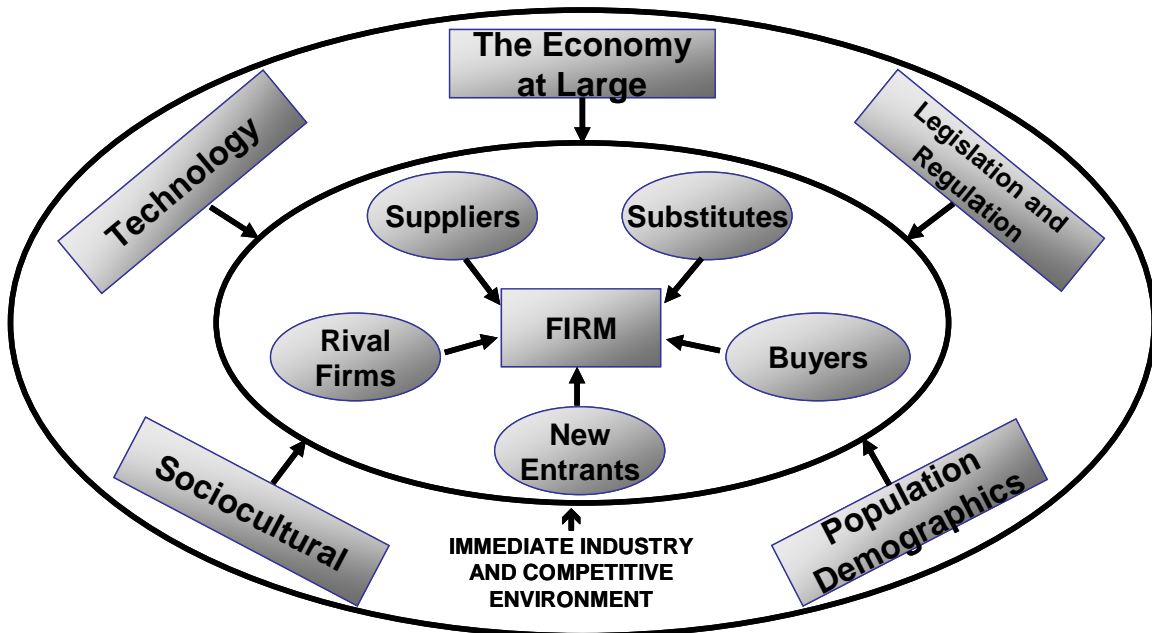 The Economy
at Large
Technology
Legislation and
Regulation
Suppliers
Substitutes
FIRM
Rival
Firms
Buyers
New
Entrants
Sociocultural
Population
Demographics
IMMEDIATE INDUSTRY
AND COMPETITIVE
ENVIRONMENT